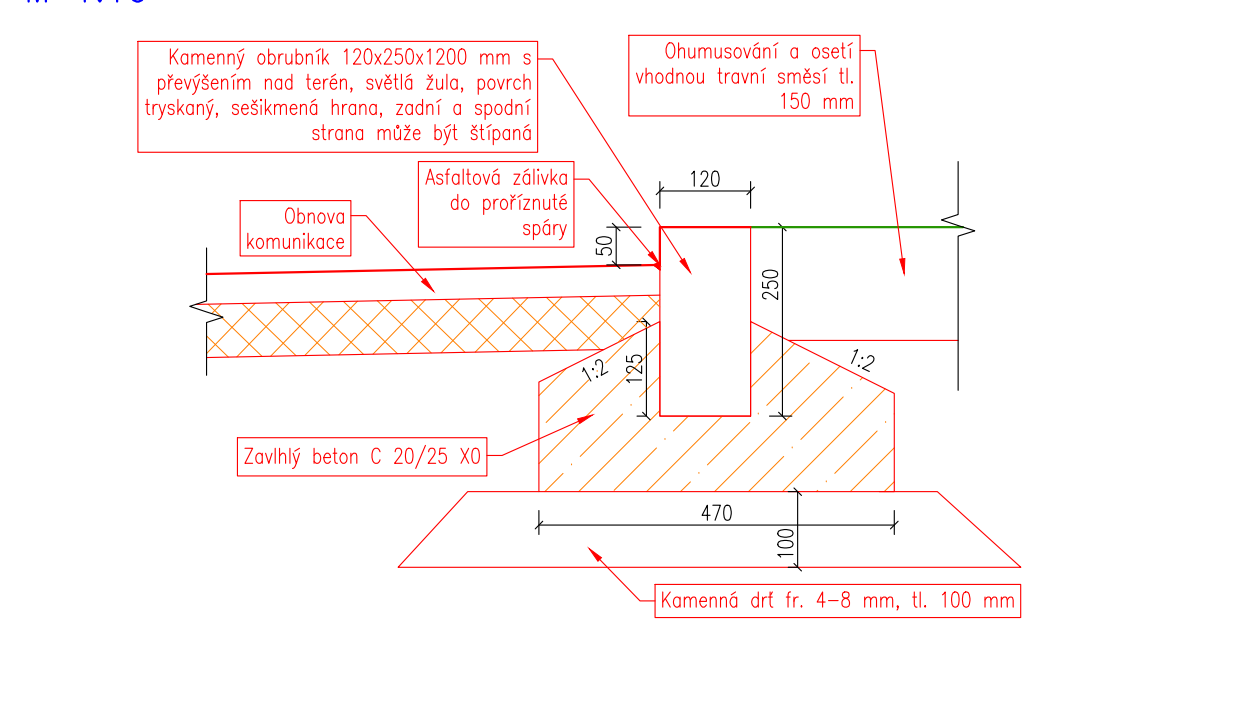 Kamenný obrubník 120x250x1200 mm s
převýšením nad terén, světlá žula, povrch
tryskaný, sešikmená hrana, zadní a spodní
strana může být štípaná
Ohumusování a osetí
vhodnou travní směsí tl.
150 mm
Asfaltová zálivka
do proříznuté
spáry
Obnova
komunikace
120
50
250
125
1:2
1:2
Zavlhlý beton C 20/25 X0
470
100
Kamenná drť fr. 4-8 mm, tl. 100 mm